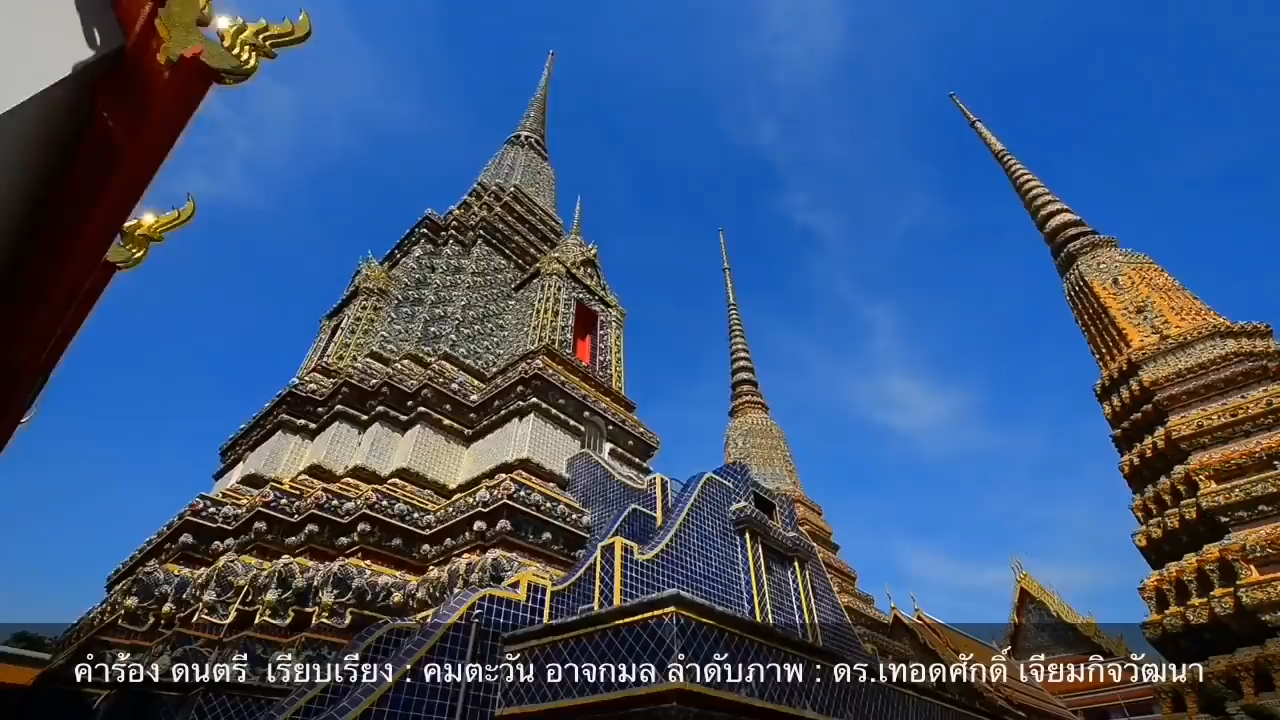 คำร้อง ดนตรี  เรียบเรียง : คมตะวัน อาจกมล ลำดับภาพ : ดร.เทอดศักดิ์ เจียมกิจวัฒนา